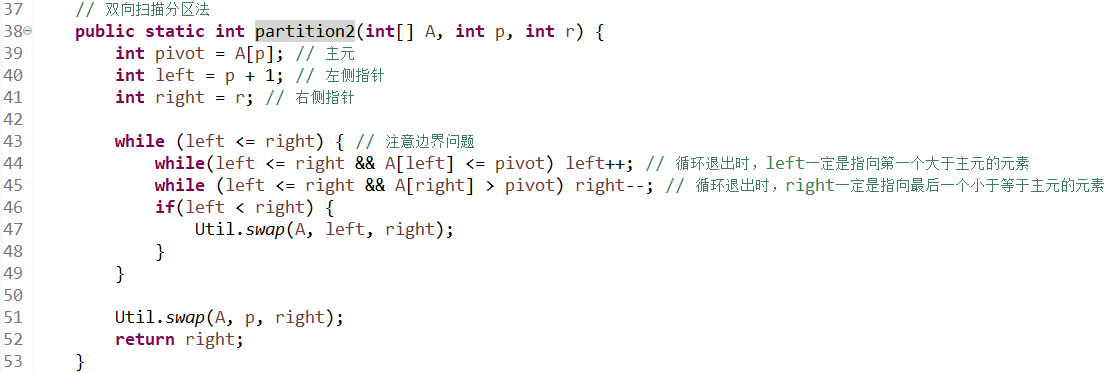 37 // 双向扫描分区法
38 public static int partition2(int[] A, int p, int r) {
39 int pivot = A[p]; // 主元
40 int left = p + 1; // 左侧指针
41 int right = r; // 右侧指针
42
43 while (left <= right) { // 注意边界问题
44 while(left <= right && A[left] <= pivot) left++; // 循环退出时，left一定是指向第一个大于主元的元素
45 while (left <= right && A[right] > pivot) right--; // 循环退出时，right一定是指向最后一个小于等于主元的元素
46 if(left < right) {
47 Util.swap(A, left, right);
48 }
49 }
50
51 Util.swap(A, p, right);
52 return right;
53 }